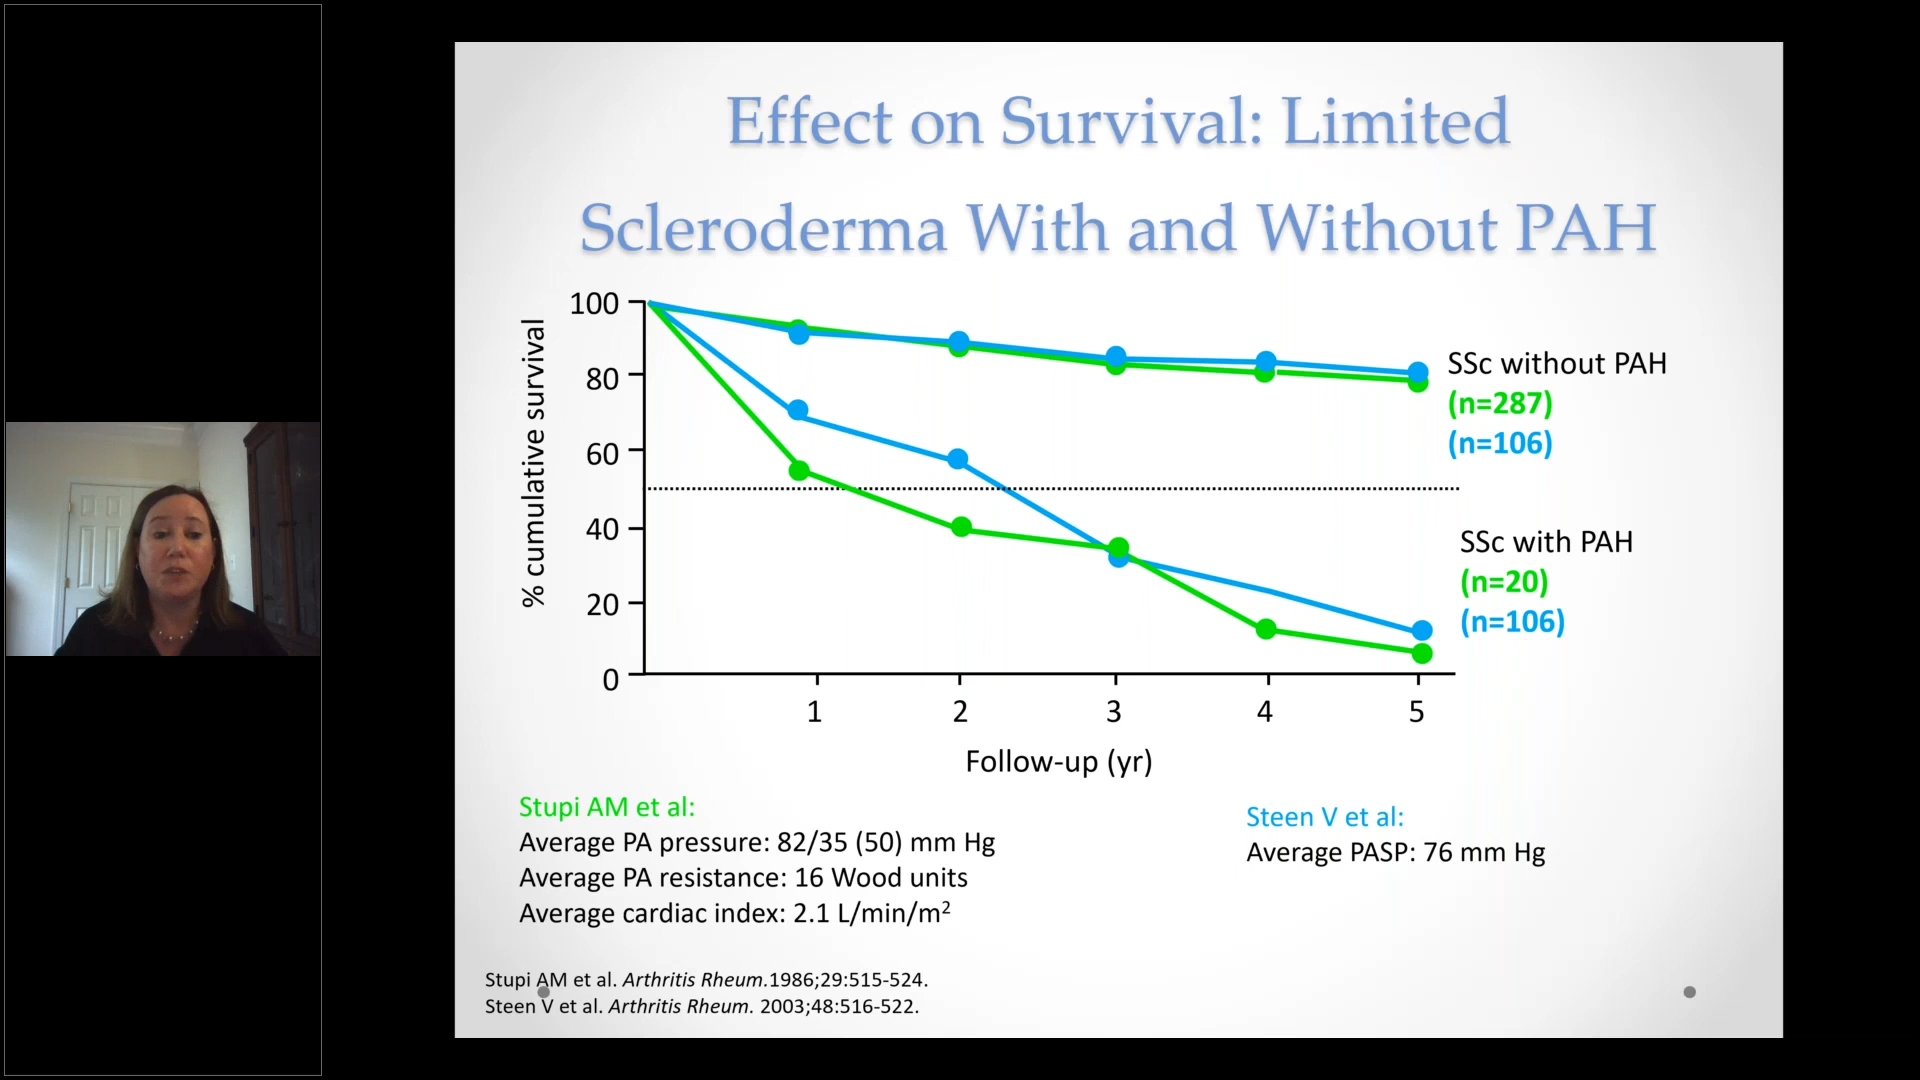 Effect on Survival: Limited
Scleroderma With and Without PAH
% cumulative survival
100
80
60
40
20
0
1 2 3 4 5
Follow-up (yr)
SSc without PAH
(n=287)
(n=106)
SSc with PAH
(n=20)
(n=106)
Stupi AM et al:
Average PA pressure: 82/35 (50) mm Hg
Average PA resistance: 16 Wood units
Average cardiac index: 2.1 L/min/m²
Steen V et al:
Average PASP: 76 mm Hg
Stupi AM et al. Arthritis Rheum.1986;29:515-524.
Steen V et al. Arthritis Rheum. 2003;48:516-522.